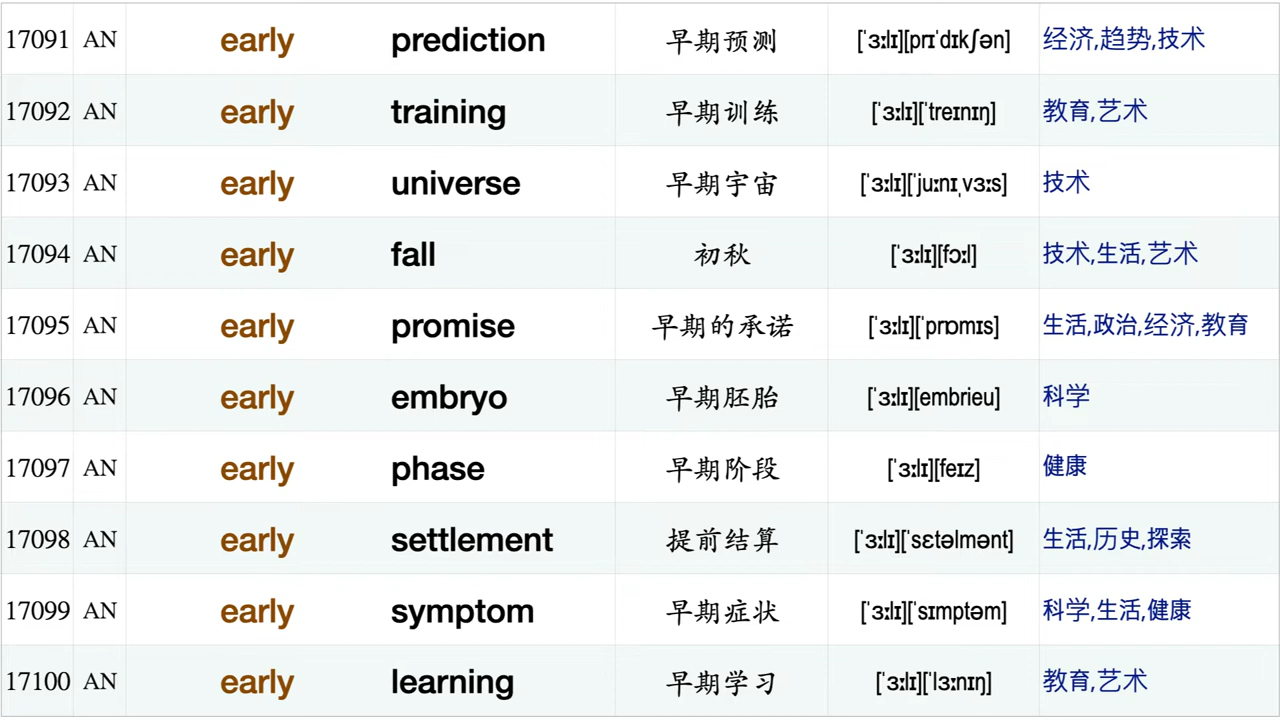 17091 AN early prediction 早期预测 [ˈɜːlɪ][prɪˈdɪkʃən] 经济,趋势,技术
17092 AN early training 早期训练 [ˈɜːlɪ][ˈtreɪnɪŋ] 教育,艺术
17093 AN early universe 早期宇宙 [ˈɜːlɪ][ˈjuːnɪˌvɜːs] 技术
17094 AN early fall 初秋 [ˈɜːlɪ][fɔːl] 技术,生活,艺术
17095 AN early promise 早期的承诺 [ˈɜːlɪ][ˈprɒmɪs] 生活,政治,经济,教育
17096 AN early embryo 早期胚胎 [ˈɜːlɪ][embrieu] 科学
17097 AN early phase 早期阶段 [ˈɜːlɪ][feɪz] 健康
17098 AN early settlement 提前结算 [ˈɜːlɪ][ˈsɛtəlmənt] 生活,历史,探索
17099 AN early symptom 早期症状 [ˈɜːlɪ][ˈsɪmptəm] 科学,生活,健康
17100 AN early learning 早期学习 [ˈɜːlɪ][ˈlɜːnɪŋ] 教育,艺术